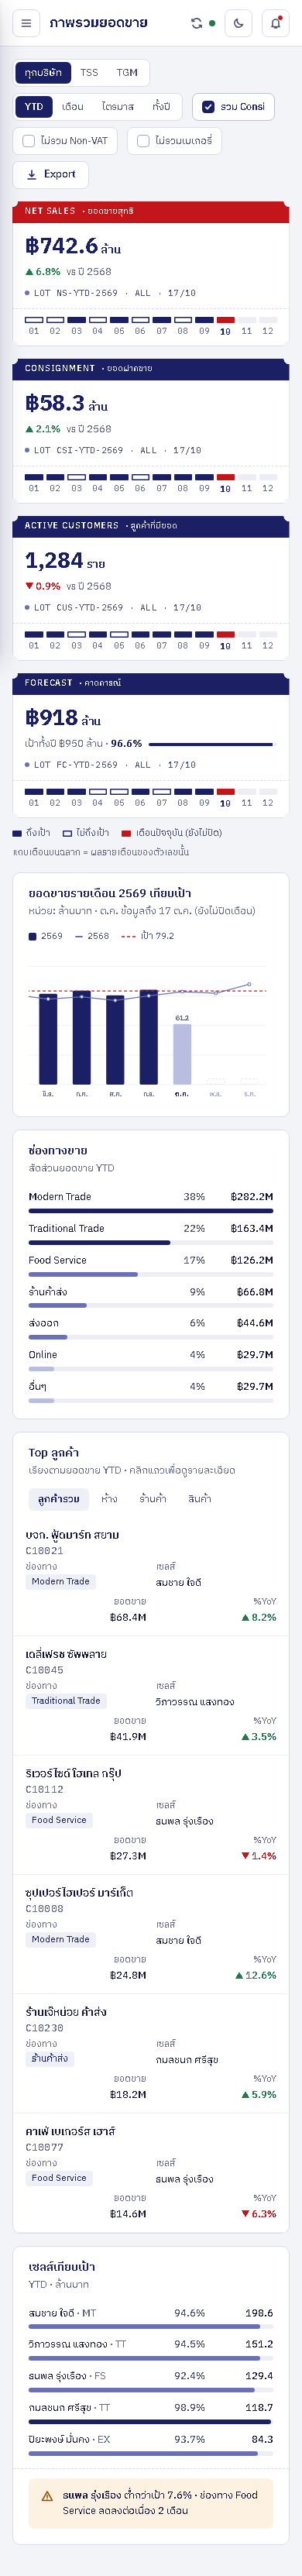 ภาพรวมยอดขาย
ทุกบริษัท TSS TGM
YTD เดือน ไตรมาส ทั้งปี รวม Consi
ไม่รวม Non-VAT ไม่รวมเบเกอรี่
Export
NET SALES · ยอดขายสุทธิ
฿742.6 ล้าน
▲ 6.8% vs ปี 2568
LOT NS-YTD-2569 · ALL · 17/10
01 02 03 04 05 06 07 08 09 10 11 12
CONSIGNMENT · ยอดฝากขาย
฿58.3 ล้าน
▲ 2.1% vs ปี 2568
LOT CSI-YTD-2569 · ALL · 17/10
01 02 03 04 05 06 07 08 09 10 11 12
ACTIVE CUSTOMERS · ลูกค้าที่มียอด
1,284 ราย
▼ 0.9% vs ปี 2568
LOT CUS-YTD-2569 · ALL · 17/10
01 02 03 04 05 06 07 08 09 10 11 12
FORECAST · คาดการณ์
฿918 ล้าน
เป้าทั้งปี ฿950 ล้าน · 96.6%
LOT FC-YTD-2569 · ALL · 17/10
01 02 03 04 05 06 07 08 09 10 11 12
ถึงเป้า ไม่ถึงเป้า เดือนปัจจุบัน (ยังไม่ปิด)
แถบเดือนบนฉลาก = ผลรายเดือนของตัวเลขนั้น
ยอดขายรายเดือน 2569 เทียบเป้า
หน่วย: ล้านบาท · ต.ค. ข้อมูลถึง 17 ต.ค. (ยังไม่ปิดเดือน)
2569 2568 เป้า 79.2
61.2
มิ.ย. ก.ค. ส.ค. ก.ย. ต.ค. พ.ย. ธ.ค.
ช่องทางขาย
สัดส่วนยอดขาย YTD
Modern Trade 38% ฿282.2M
Traditional Trade 22% ฿163.4M
Food Service 17% ฿126.2M
ร้านค้าส่ง 9% ฿66.8M
ส่งออก 6% ฿44.6M
Online 4% ฿29.7M
อื่นๆ 4% ฿29.7M
Top ลูกค้า
เรียงตามยอดขาย YTD · คลิกแถวเพื่อดูรายละเอียด
ลูกค้ารวม ห้าง ร้านค้า สินค้า
บจก. ฟู้ดมาร์ท สยาม
C10021
ช่องทาง เซลส์
Modern Trade สมชาย ใจดี
ยอดขาย %YoY
฿68.4M ▲ 8.2%
เดลี่เฟรช ซัพพลาย
C10045
ช่องทาง เซลส์
Traditional Trade วิภาวรรณ แสงทอง
ยอดขาย %YoY
฿41.9M ▲ 3.5%
ริเวอร์ไซด์ โฮเทล กรุ๊ป
C10112
ช่องทาง เซลส์
Food Service ธนพล รุ่งเรือง
ยอดขาย %YoY
฿27.3M ▼ 1.4%
ซุปเปอร์ไฮเปอร์ มาร์เก็ต
C10008
ช่องทาง เซลส์
Modern Trade สมชาย ใจดี
ยอดขาย %YoY
฿24.8M ▲ 12.6%
ร้านเจ๊หน่อย ค้าส่ง
C10230
ช่องทาง เซลส์
ร้านค้าส่ง กมลชนก ศรีสุข
ยอดขาย %YoY
฿18.2M ▲ 5.9%
คาเฟ่ เบเกอร์ส เฮาส์
C10077
ช่องทาง เซลส์
Food Service ธนพล รุ่งเรือง
ยอดขาย %YoY
฿14.6M ▼ 6.3%
เซลส์เทียบเป้า
YTD · ล้านบาท
สมชาย ใจดี · MT 94.6% 198.6
วิภาวรรณ แสงทอง · TT 94.5% 151.2
ธนพล รุ่งเรือง · FS 92.4% 129.4
กมลชนก ศรีสุข · TT 98.9% 118.7
ปิยะพงษ์ มั่นคง · EX 93.7% 84.3
ธนพล รุ่งเรือง ต่ำกว่าเป้า 7.6% · ช่องทาง Food
Service ลดลงต่อเนื่อง 2 เดือน